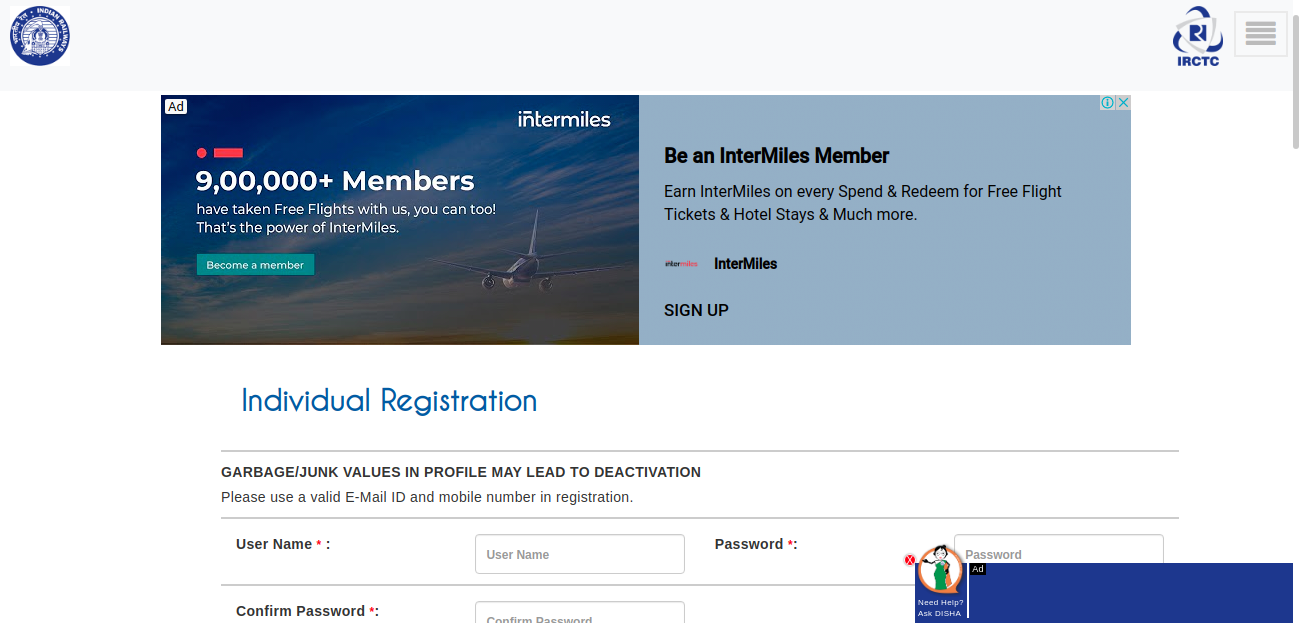 भारतीय रेल • INDIAN RAILWAYS
IRCTC
Ad
intermiles
9,00,000+ Members
have taken Free Flights with us, you can too!
That's the power of InterMiles.
Become a member
Be an InterMiles Member
Earn InterMiles on every Spend & Redeem for Free Flight
Tickets & Hotel Stays & Much more.
intermiles InterMiles
SIGN UP
Individual Registration
GARBAGE/JUNK VALUES IN PROFILE MAY LEAD TO DEACTIVATION
Please use a valid E-Mail ID and mobile number in registration.
User Name * : User Name Password *: Password
X Ad
Need Help?
Ask DISHA
Confirm Password *: Confirm Password